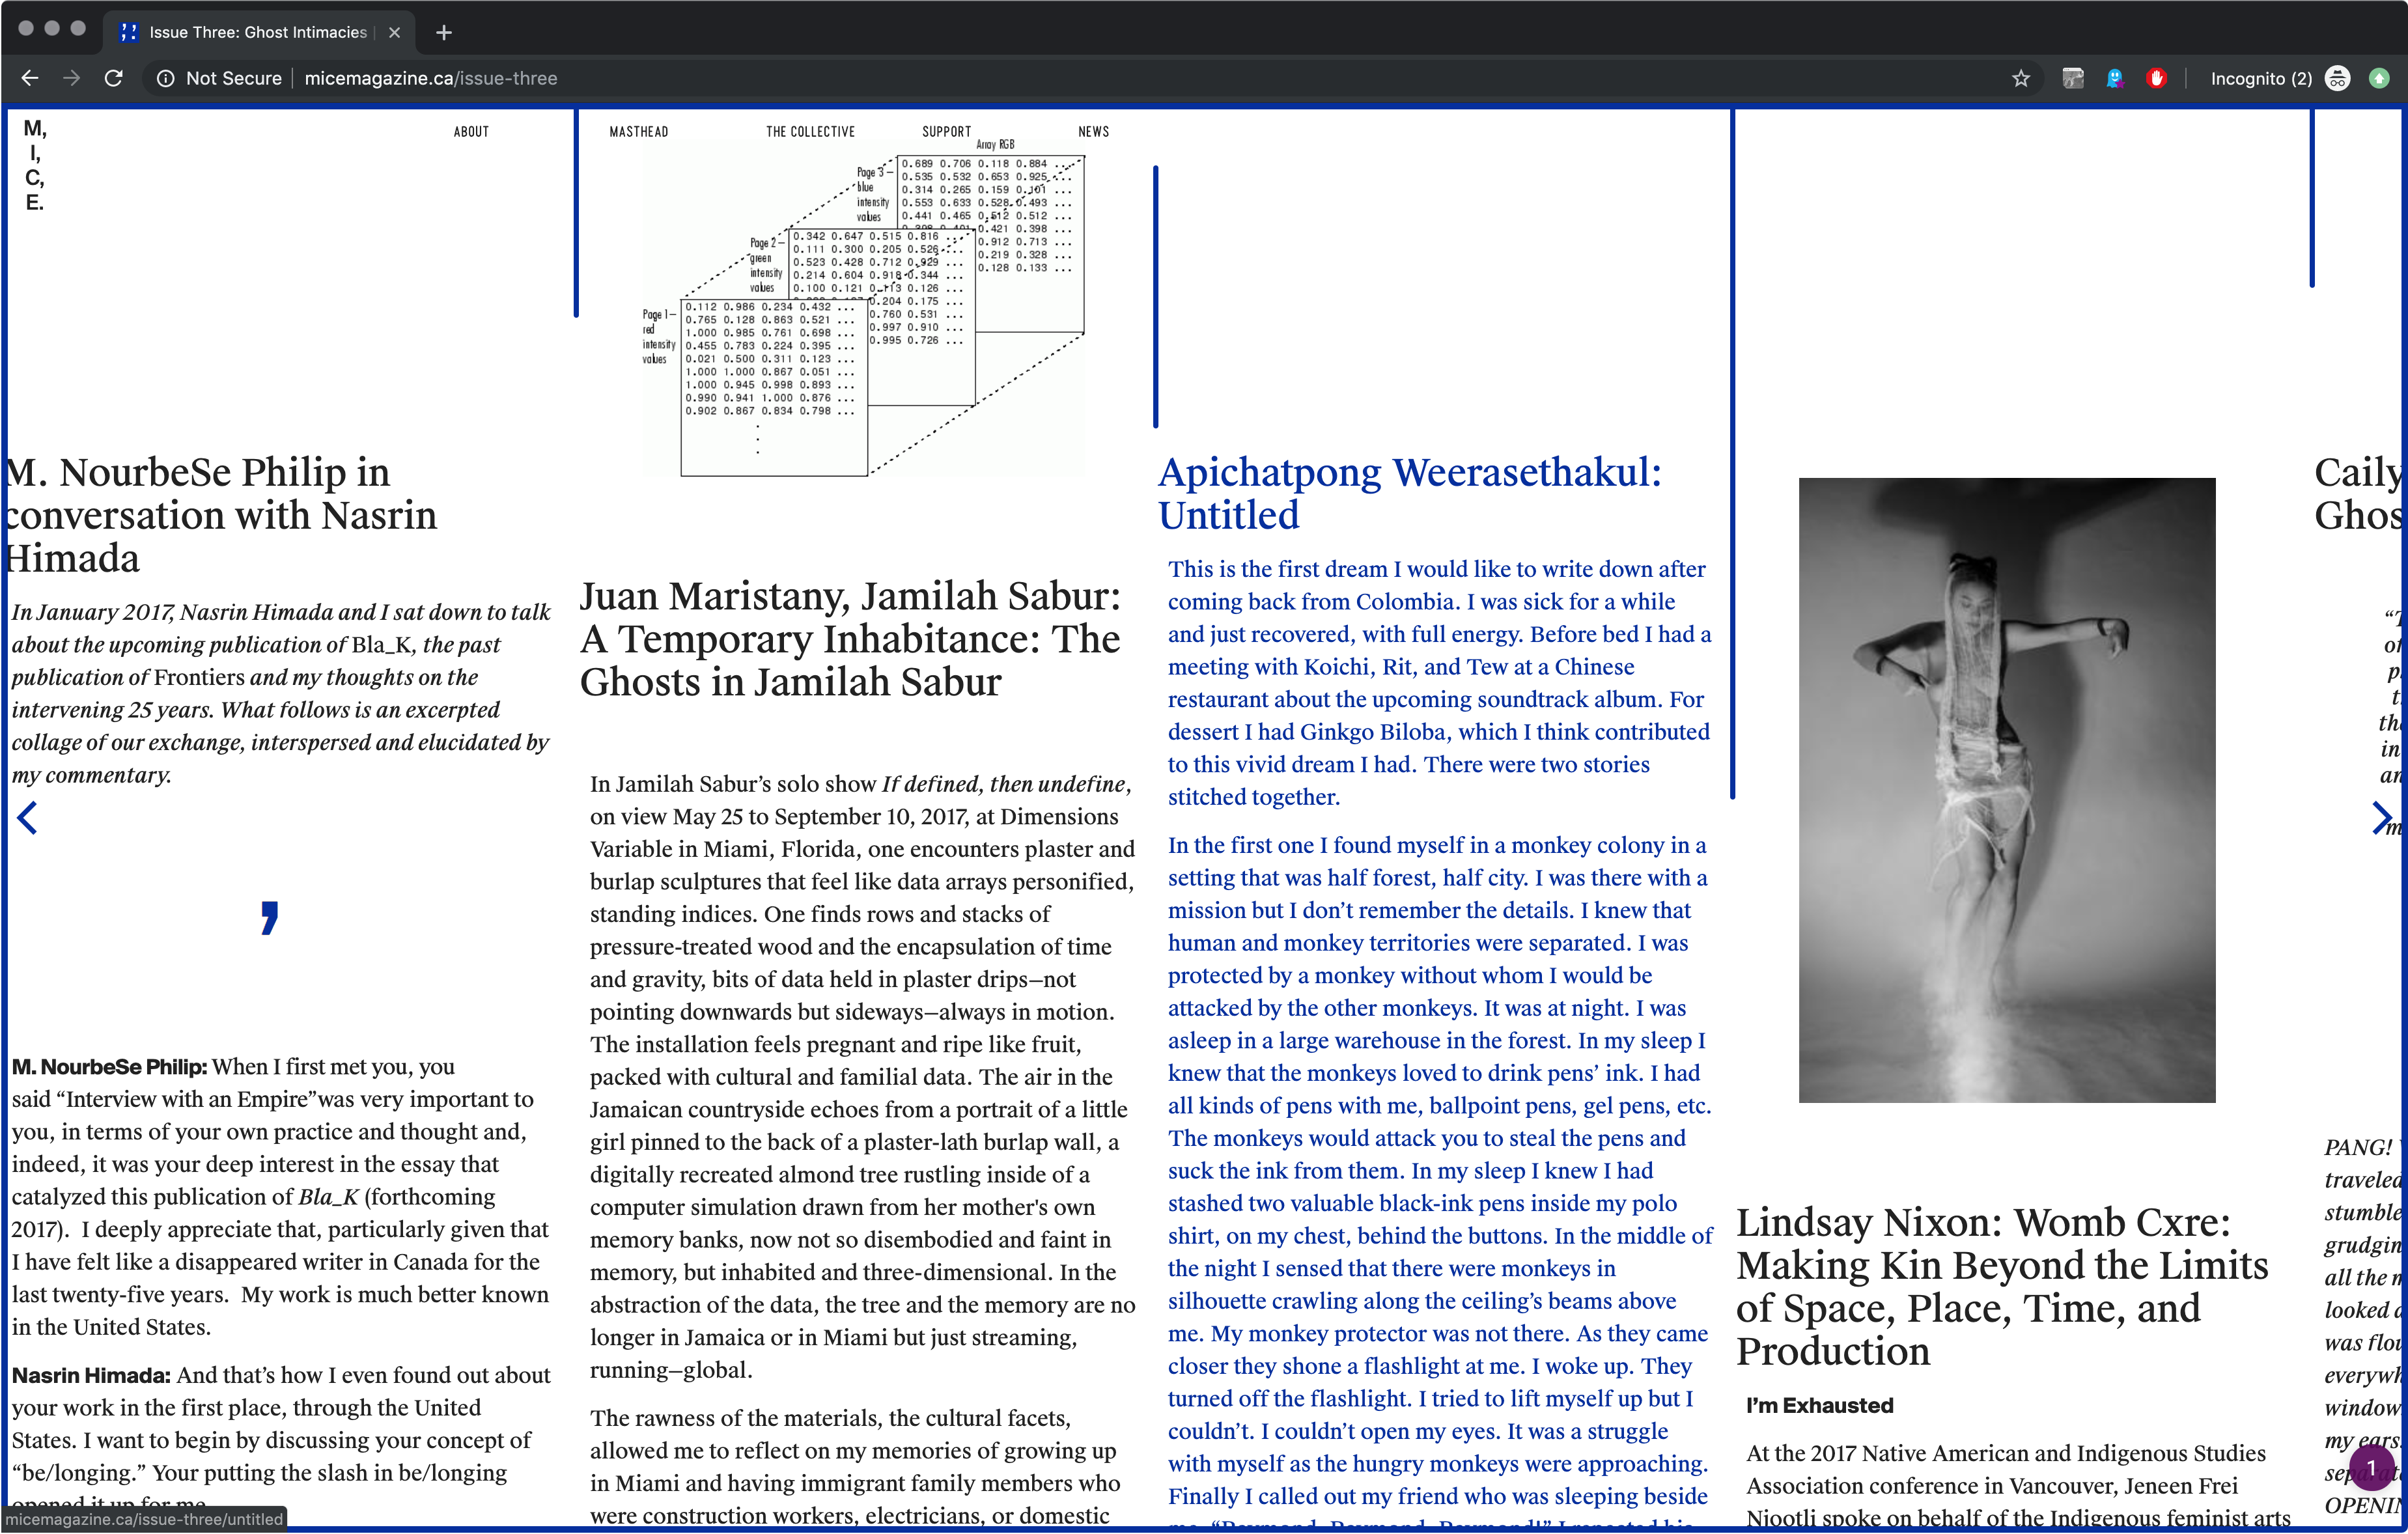 Issue Three: Ghost Intimacies
Not Secure
micemagazine.ca/issue-three
Incognito (2)
M,
I,
C,
E.
ABOUT
MASTHEAD
THE COLLECTIVE
SUPPORT
NEWS
M. NourbeSe Philip in
conversation with Nasrin
Himada
In January 2017, Nasrin Himada and I sat down to talk
about the upcoming publication of Bla_K, the past
publication of Frontiers and my thoughts on the
intervening 25 years. What follows is an excerpted
collage of our exchange, interspersed and elucidated by
my commentary.
,
M. NourbeSe Philip: When I first met you, you
said “Interview with an Empire”was very important to
you, in terms of your own practice and thought and,
indeed, it was your deep interest in the essay that
catalyzed this publication of Bla_K (forthcoming
2017).  I deeply appreciate that, particularly given that
I have felt like a disappeared writer in Canada for the
last twenty-five years.  My work is much better known
in the United States.
Nasrin Himada: And that’s how I even found out about
your work in the first place, through the United
States. I want to begin by discussing your concept of
“be/longing.” Your putting the slash in be/longing
opened it up for me
micemagazine.ca/issue-three/untitled
Array RGB
Page 3
blue
intensity
values
0.689 0.706 0.118 0.884 ...
0.535 0.532 0.653 0.925 ...
0.314 0.265 0.159 0.101 ...
0.553 0.633 0.528 0.493 ...
0.441 0.465 0.512 0.512 ...
0.421 0.398 ...
0.912 0.713 ...
0.219 0.328 ...
0.128 0.133 ...
Page 2
green
intensity
values
0.342 0.647 0.515 0.816 ...
0.111 0.300 0.205 0.526 ...
0.523 0.428 0.712 0.929 ...
0.214 0.604 0.918 0.344 ...
0.100 0.121 0.113 0.126 ...
0.204 0.175 ...
0.760 0.531 ...
0.997 0.910 ...
0.995 0.726 ...
Page 1
red
intensity
values
0.112 0.986 0.234 0.432 ...
0.765 0.128 0.863 0.521 ...
1.000 0.985 0.761 0.698 ...
0.455 0.783 0.224 0.395 ...
0.021 0.500 0.311 0.123 ...
1.000 1.000 0.867 0.051 ...
1.000 0.945 0.998 0.893 ...
0.990 0.941 1.000 0.876 ...
0.902 0.867 0.834 0.798 ...
Juan Maristany, Jamilah Sabur:
A Temporary Inhabitance: The
Ghosts in Jamilah Sabur
In Jamilah Sabur’s solo show If defined, then undefine,
on view May 25 to September 10, 2017, at Dimensions
Variable in Miami, Florida, one encounters plaster and
burlap sculptures that feel like data arrays personified,
standing indices. One finds rows and stacks of
pressure-treated wood and the encapsulation of time
and gravity, bits of data held in plaster drips—not
pointing downwards but sideways—always in motion.
The installation feels pregnant and ripe like fruit,
packed with cultural and familial data. The air in the
Jamaican countryside echoes from a portrait of a little
girl pinned to the back of a plaster-lath burlap wall, a
digitally recreated almond tree rustling inside of a
computer simulation drawn from her mother's own
memory banks, now not so disembodied and faint in
memory, but inhabited and three-dimensional. In the
abstraction of the data, the tree and the memory are no
longer in Jamaica or in Miami but just streaming,
running—global.
The rawness of the materials, the cultural facets,
allowed me to reflect on my memories of growing up
in Miami and having immigrant family members who
were construction workers, electricians, or domestic
Apichatpong Weerasethakul:
Untitled
This is the first dream I would like to write down after
coming back from Colombia. I was sick for a while
and just recovered, with full energy. Before bed I had a
meeting with Koichi, Rit, and Tew at a Chinese
restaurant about the upcoming soundtrack album. For
dessert I had Ginkgo Biloba, which I think contributed
to this vivid dream I had. There were two stories
stitched together.
In the first one I found myself in a monkey colony in a
setting that was half forest, half city. I was there with a
mission but I don’t remember the details. I knew that
human and monkey territories were separated. I was
protected by a monkey without whom I would be
attacked by the other monkeys. It was at night. I was
asleep in a large warehouse in the forest. In my sleep I
knew that the monkeys loved to drink pens’ ink. I had
all kinds of pens with me, ballpoint pens, gel pens, etc.
The monkeys would attack you to steal the pens and
suck the ink from them. In my sleep I knew I had
stashed two valuable black-ink pens inside my polo
shirt, on my chest, behind the buttons. In the middle of
the night I sensed that there were monkeys in
silhouette crawling along the ceiling’s beams above
me. My monkey protector was not there. As they came
closer they shone a flashlight at me. I woke up. They
turned off the flashlight. I tried to lift myself up but I
couldn’t. I couldn’t open my eyes. It was a struggle
with myself as the hungry monkeys were approaching.
Finally I called out my friend who was sleeping beside
me, “Raymond, Raymond, Raymond!” I repeated his
Lindsay Nixon: Womb Cxre:
Making Kin Beyond the Limits
of Space, Place, Time, and
Production
I’m Exhausted
At the 2017 Native American and Indigenous Studies
Association conference in Vancouver, Jeneen Frei
Njootli spoke on behalf of the Indigenous feminist arts
Caily
Ghos
PANG!
traveled
stumble
grudgin
all the
looked
was flou
everywh
window
my ears.
OPENIN
1